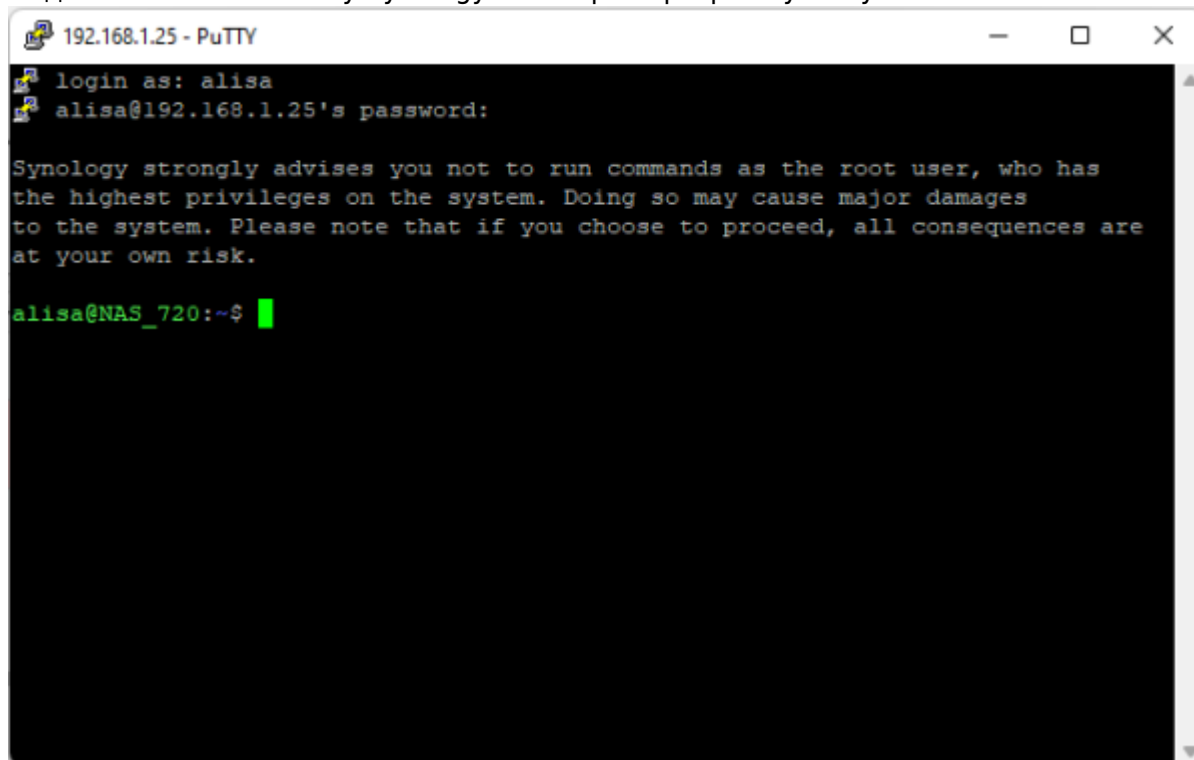 192.168.1.25 - PuTTY
login as: alisa
alisa@192.168.1.25's password:
Synology strongly advises you not to run commands as the root user, who has
the highest privileges on the system. Doing so may cause major damages
to the system. Please note that if you choose to proceed, all consequences are
at your own risk.
alisa@NAS_720:~$